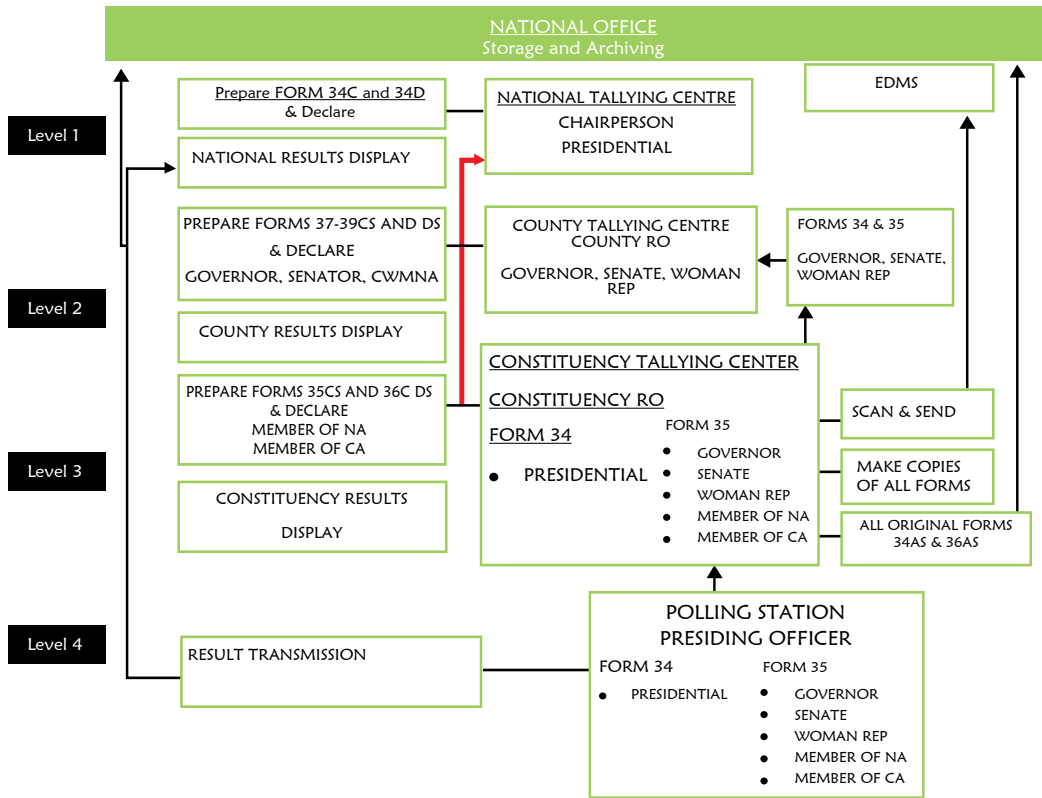 NATIONAL OFFICE
Storage and Archiving
Level 1
Prepare FORM 34C and 34D
& Declare
NATIONAL TALLYING CENTRE
CHAIRPERSON
PRESIDENTIAL
EDMS
NATIONAL RESULTS DISPLAY
Level 2
PREPARE FORMS 37-39CS AND DS
& DECLARE
GOVERNOR, SENATOR, CWMNA
COUNTY TALLYING CENTRE
COUNTY RO
GOVERNOR, SENATE, WOMAN
REP
FORMS 34 & 35
GOVERNOR, SENATE,
WOMAN REP
COUNTY RESULTS DISPLAY
Level 3
PREPARE FORMS 35CS AND 36C DS
& DECLARE
MEMBER OF NA
MEMBER OF CA
CONSTITUENCY TALLYING CENTER
CONSTITUENCY RO
FORM 34
• PRESIDENTIAL
FORM 35
• GOVERNOR
• SENATE
• WOMAN REP
• MEMBER OF NA
• MEMBER OF CA
SCAN & SEND
MAKE COPIES
OF ALL FORMS
ALL ORIGINAL FORMS
34AS & 36AS
CONSTITUENCY RESULTS
DISPLAY
Level 4
RESULT TRANSMISSION
POLLING STATION
PRESIDING OFFICER
FORM 34
• PRESIDENTIAL
FORM 35
• GOVERNOR
• SENATE
• WOMAN REP
• MEMBER OF NA
• MEMBER OF CA